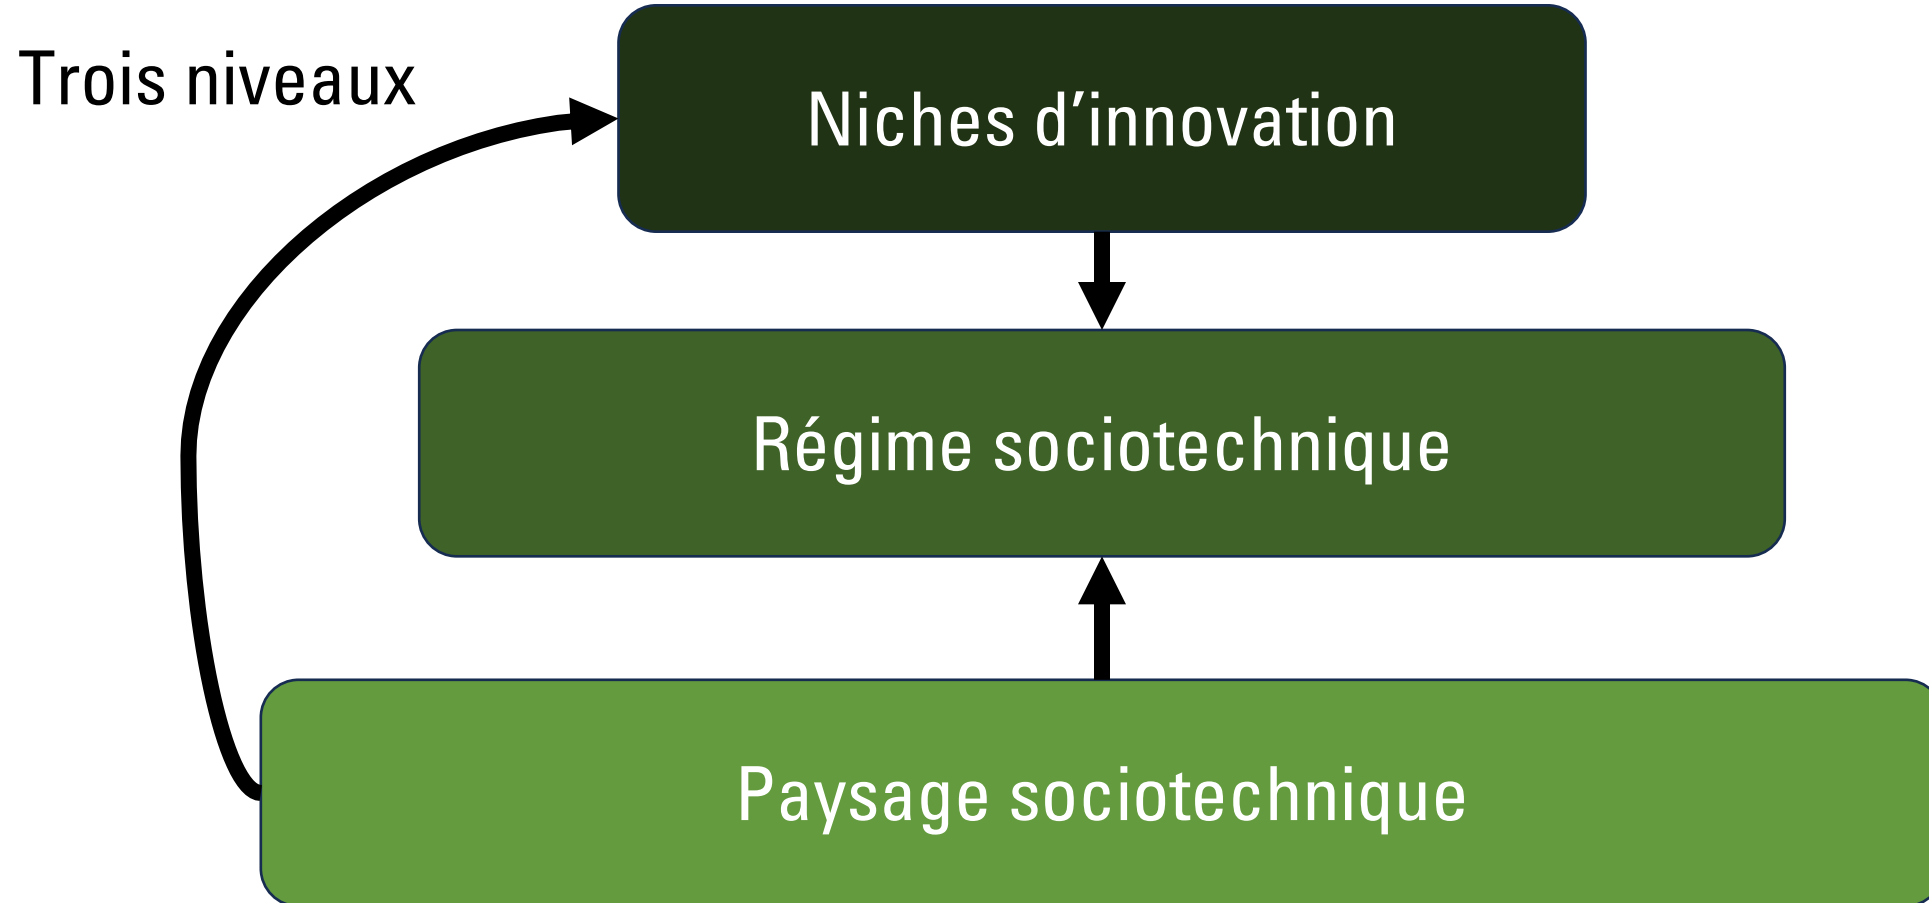 Trois niveaux
Niches d’innovation
Régime sociotechnique
Paysage sociotechnique